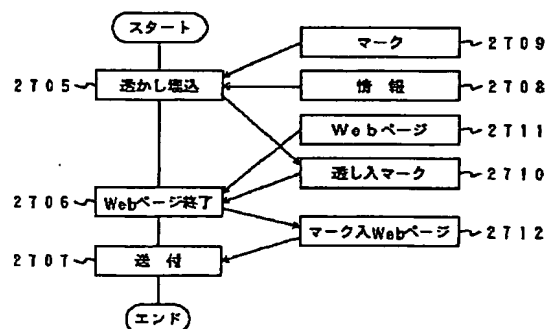 スタート
マーク 2709
2705 透かし埋込 情報 2708
Webページ 2711
透し入マーク 2710
2706 Webページ終了
マーク入Webページ 2712
2707 送付
エンド